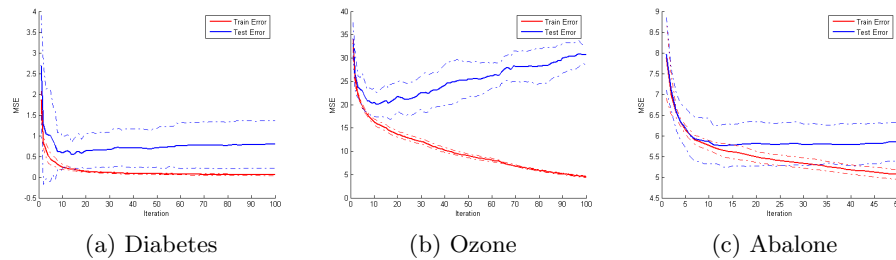 4
3.5
3
2.5
2
1.5
1
0.5
0
-0.5
MSE
0 10 20 30 40 50 60 70 80 90 100
Iteration
Train Error
Test Error
(a) Diabetes
40
35
30
25
20
15
10
5
0
MSE
0 10 20 30 40 50 60 70 80 90 100
Iteration
Train Error
Test Error
(b) Ozone
9
8.5
8
7.5
7
6.5
6
5.5
5
4.5
MSE
0 5 10 15 20 25 30 35 40 45 50
Iteration
Train Error
Test Error
(c) Abalone